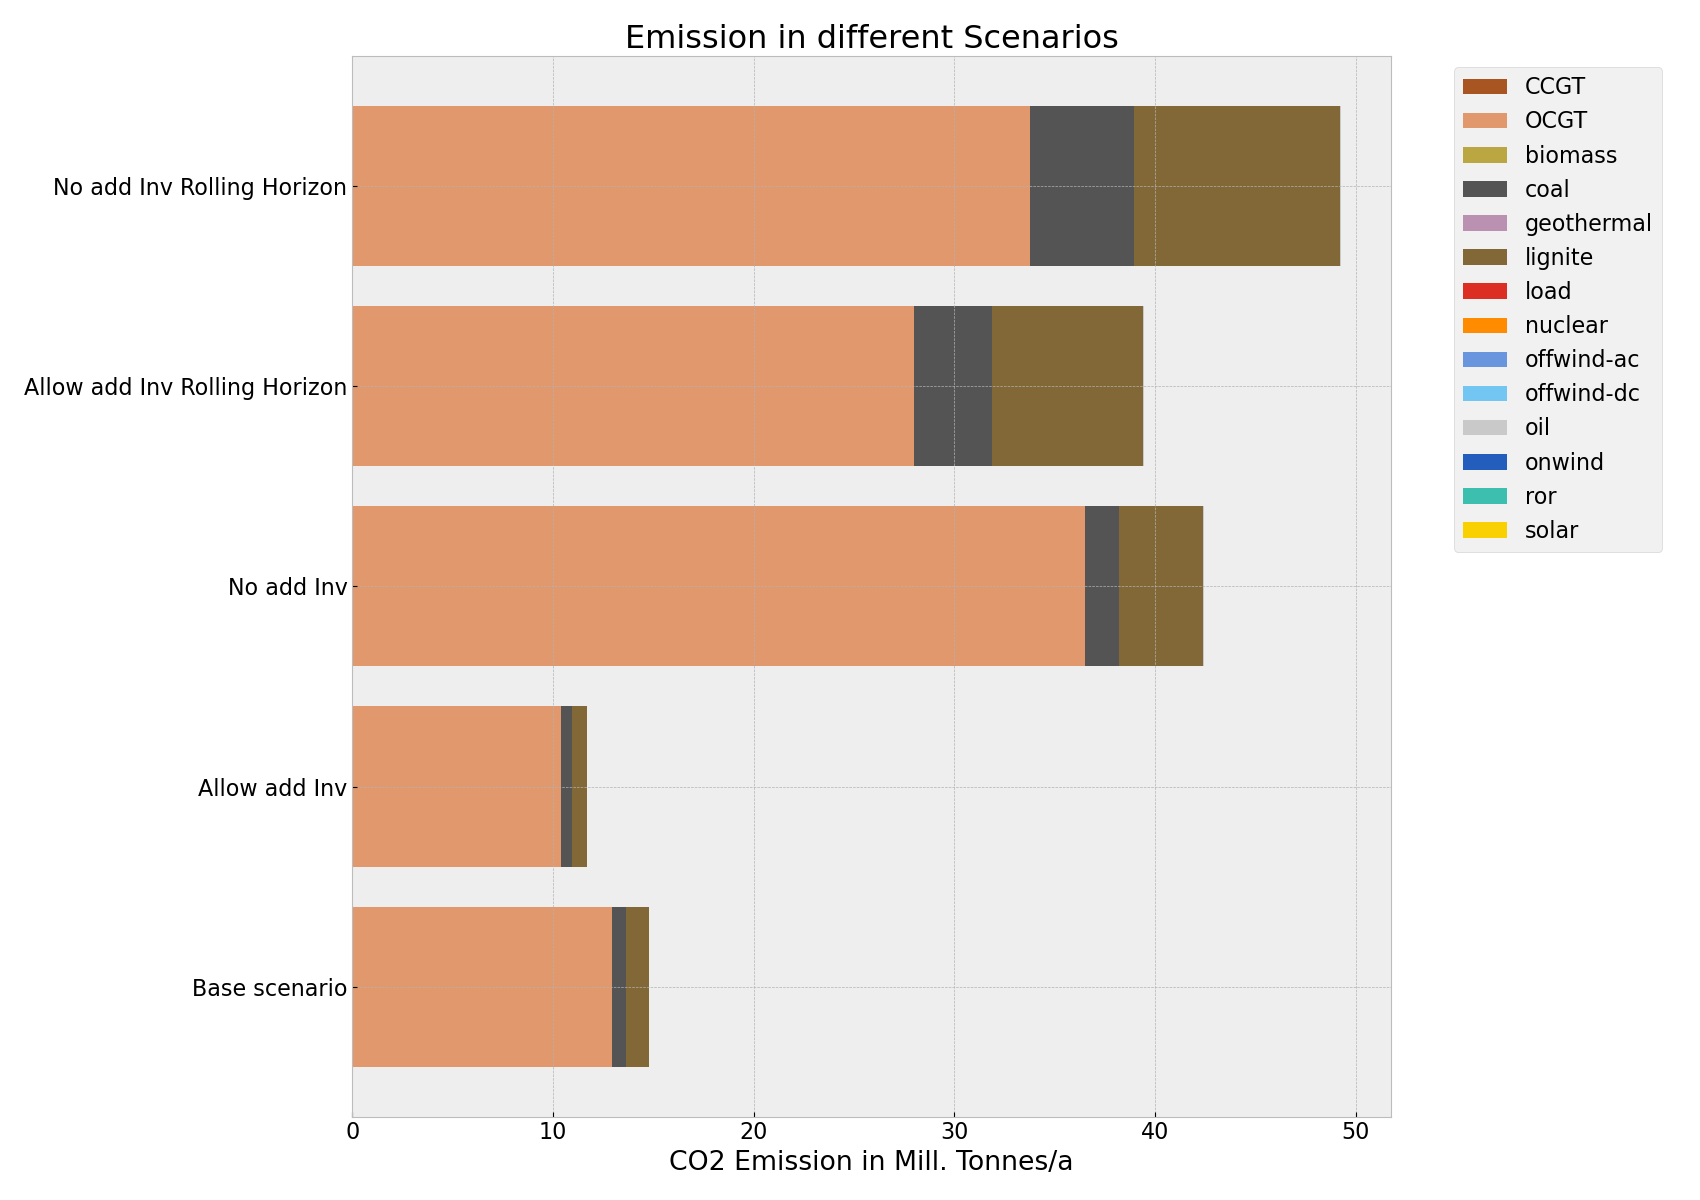 Emission in different Scenarios
No add Inv Rolling Horizon
Allow add Inv Rolling Horizon
No add Inv
Allow add Inv
Base scenario
0 10 20 30 40 50
CO2 Emission in Mill. Tonnes/a
CCGT
OCGT
biomass
coal
geothermal
lignite
load
nuclear
offwind-ac
offwind-dc
oil
onwind
ror
solar